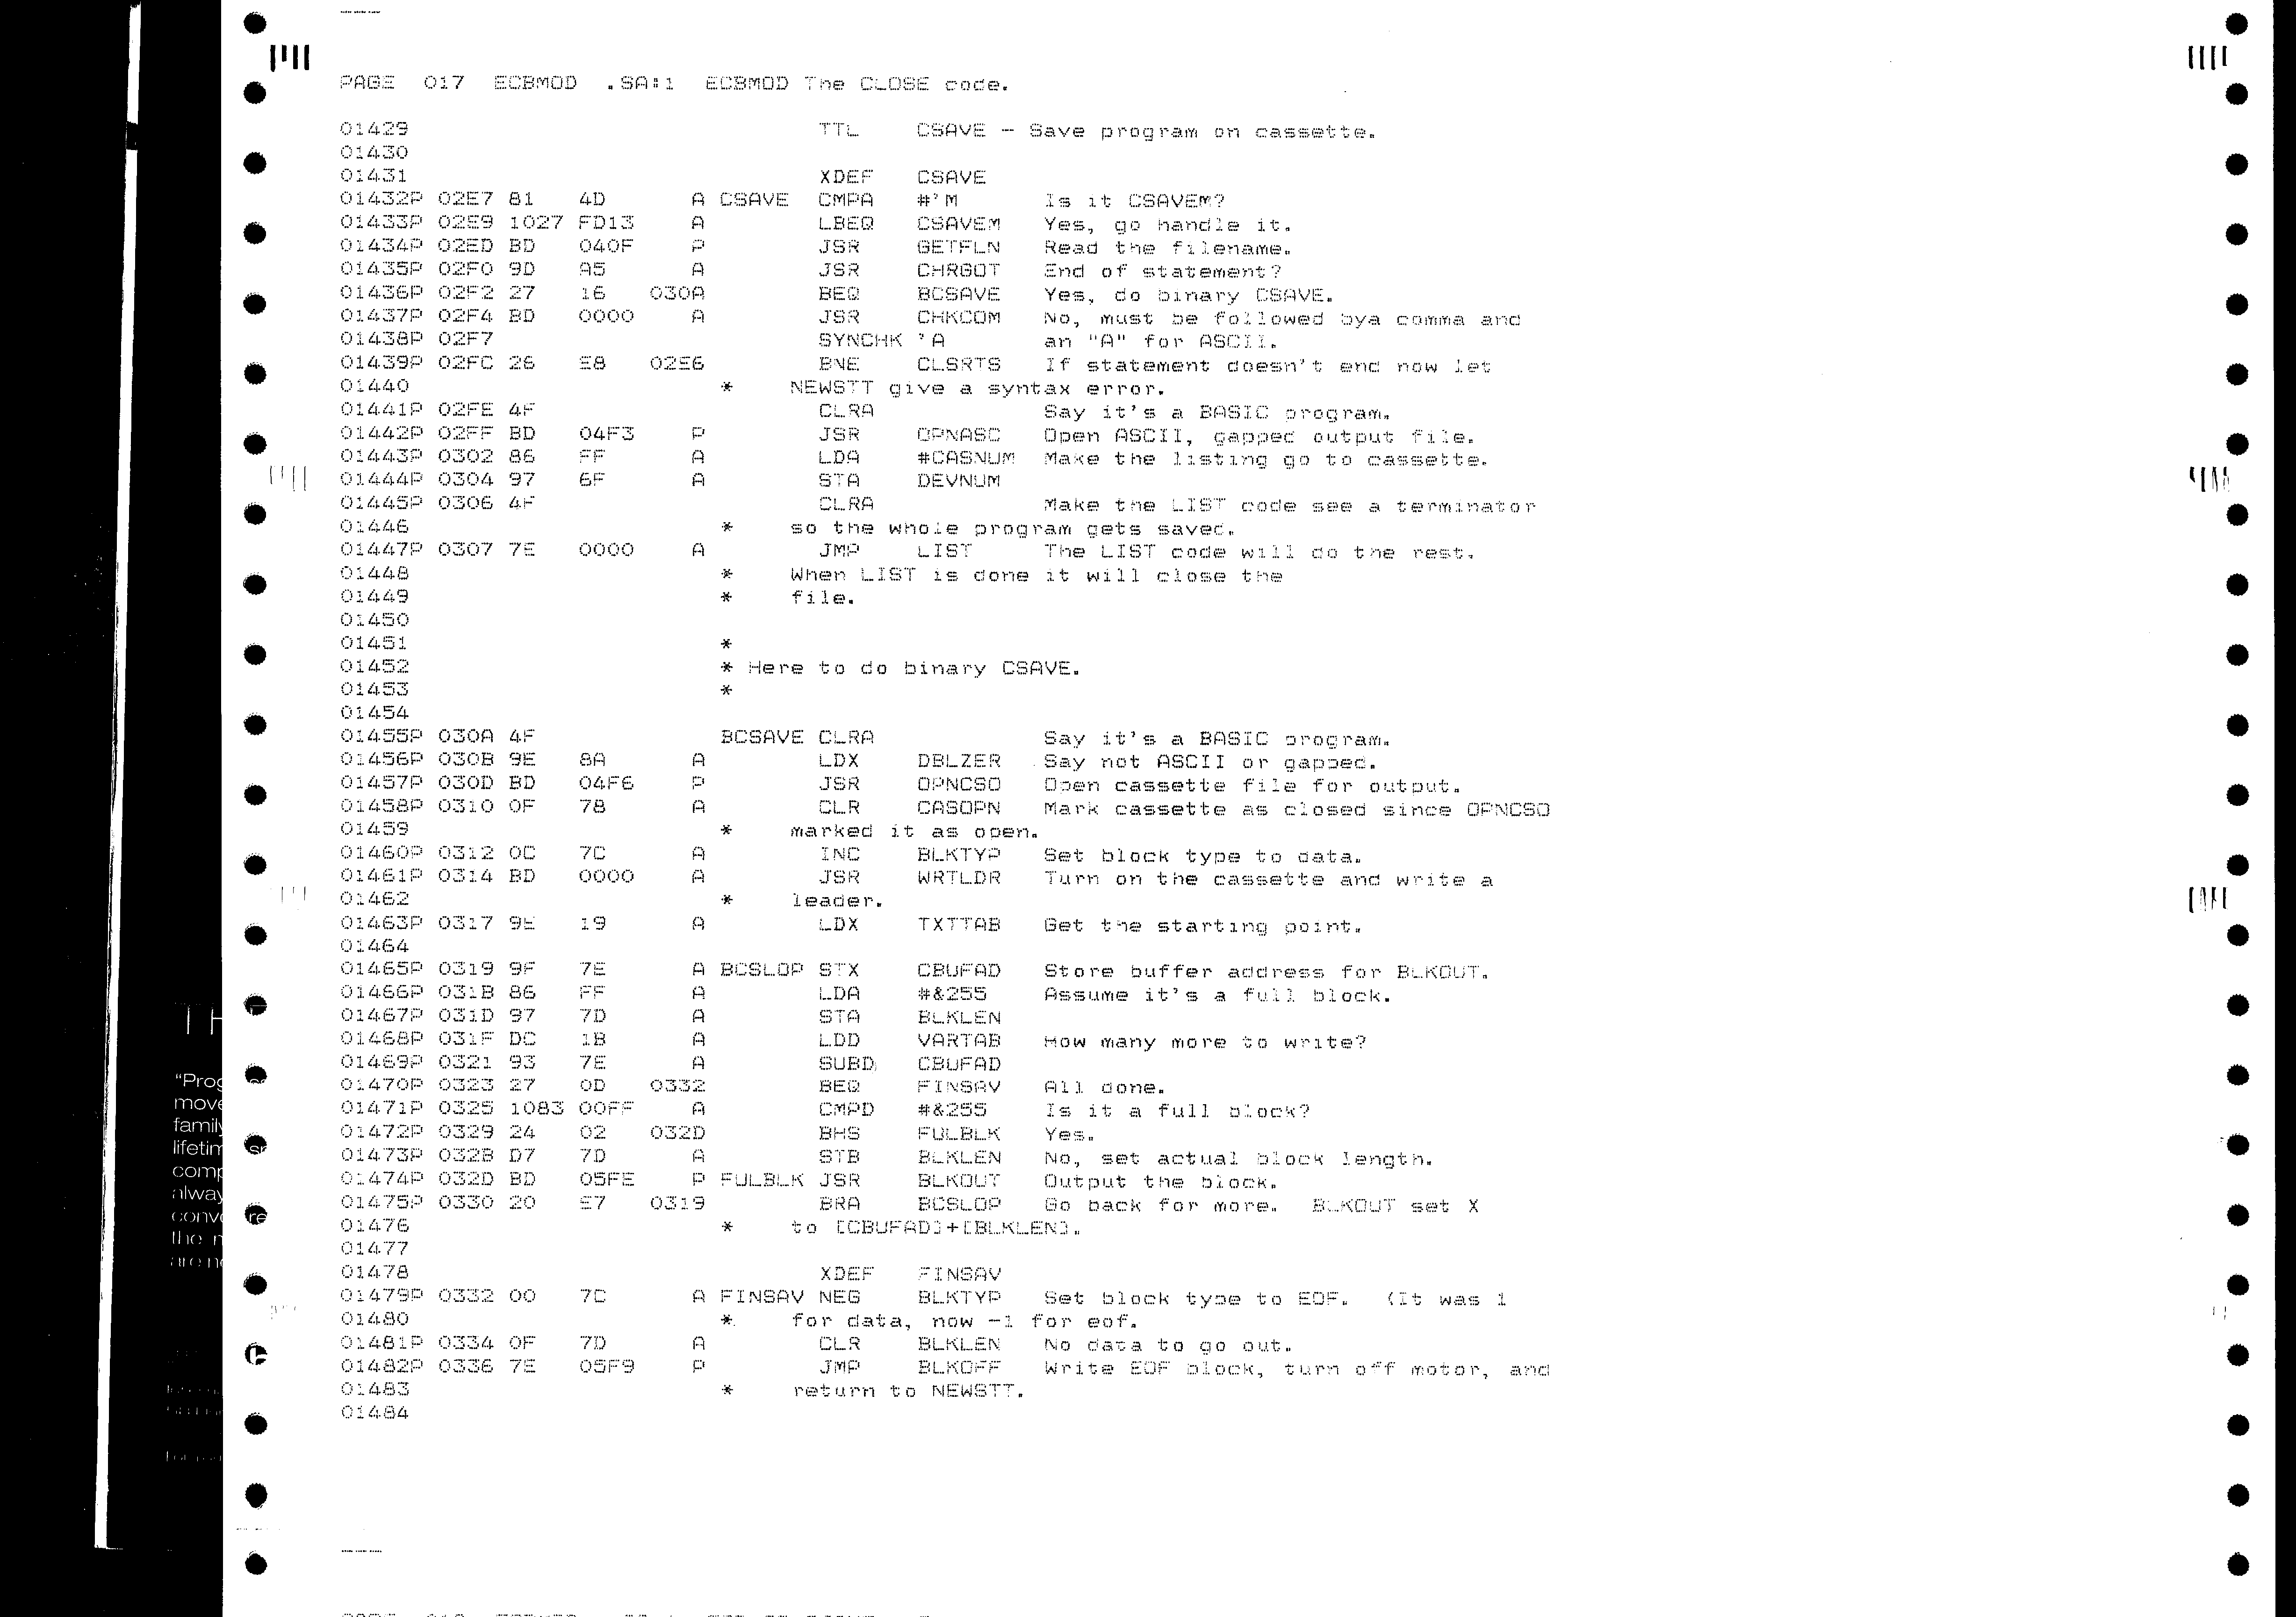 PAGE  017  ECBMOD  .SA:1  ECBMOD The CLOSE code.
01429                             TTL    CSAVE - Save program on cassette.
01430
01431                             XDEF   CSAVE
01432P 02E7 81   4D      A CSAVE  CMPA   #'M      Is it CSAVEM?
01433P 02E9 1027 FD13    A        LBEQ   CSAVEM   Yes, go handle it.
01434P 02ED BD   040F    P        JSR    GETFLN   Read the filename.
01435P 02F0 9D   A5      A        JSR    CHRGOT   End of statement?
01436P 02F2 27   16   030A        BEQ    BCSAVE   Yes, do binary CSAVE.
01437P 02F4 BD   0000    A        JSR    CHKCOM   No, must be followed bya comma and
01438P 02F7                       SYNCHK 'A       an "A" for ASCII.
01439P 02FC 26   E8   02E6        BNE    CLSRTS   If statement doesn't end now let
01440                      *    NEWSTT give a syntax error.
01441P 02FE 4F                    CLRA            Say it's a BASIC program.
01442P 02FF BD   04F3    P        JSR    OPNASC   Open ASCII, gapped output file.
01443P 0302 86   FF      A        LDA    #CASNUM  Make the listing go to cassette.
01444P 0304 97   6F      A        STA    DEVNUM
01445P 0306 4F                    CLRA            Make the LIST code see a terminator
01446                      *    so the whole program gets saved.
01447P 0307 7E   0000    A        JMP    LIST     The LIST code will do the rest.
01448                      *    When LIST is done it will close the
01449                      *    file.
01450
01451                      *
01452                      * Here to do binary CSAVE.
01453                      *
01454
01455P 030A 4F             BCSAVE CLRA            Say it's a BASIC program.
01456P 030B 9E   8A      A        LDX    DBLZER   Say not ASCII or gapped.
01457P 030D BD   04F6    P        JSR    OPNCSO   Open cassette file for output.
01458P 0310 0F   78      A        CLR    CASOPN   Mark cassette as closed since OPNCSO
01459                      *    marked it as open.
01460P 0312 0C   7C      A        INC    BLKTYP   Set block type to data.
01461P 0314 BD   0000    A        JSR    WRTLDR   Turn on the cassette and write a
01462                      *    leader.
01463P 0317 9E   19      A        LDX    TXTTAB   Get the starting point.
01464
01465P 0319 9F   7E      A BCSLOP STX    CBUFAD   Store buffer address for BLKOUT.
01466P 031B 86   FF      A        LDA    #&255    Assume it's a full block.
01467P 031D 97   7D      A        STA    BLKLEN
01468P 031F DC   1B      A        LDD    VARTAB   How many more to write?
01469P 0321 93   7E      A        SUBD   CBUFAD
01470P 0323 27   0D   0332        BEQ    FINSAV   All done.
01471P 0325 1083 00FF    A        CMPD   #&255    Is it a full block?
01472P 0329 24   02   032D        BHS    FULBLK   Yes.
01473P 032B D7   7D      A        STB    BLKLEN   No, set actual block length.
01474P 032D BD   05FE    P FULBLK JSR    BLKOUT   Output the block.
01475P 0330 20   E7   0319        BRA    BCSLOP   Go back for more.  BLKOUT set X
01476                      *    to [CBUFAD]+[BLKLEN].
01477
01478                             XDEF   FINSAV
01479P 0332 00   7C      A FINSAV NEG    BLKTYP   Set block type to EOF.  (It was 1
01480                      *    for data, now -1 for eof.
01481P 0334 0F   7D      A        CLR    BLKLEN   No data to go out.
01482P 0336 7E   05F9    P        JMP    BLKOFF   Write EOF block, turn off motor, and
01483                      *    return to NEWSTT.
01484
TH
"Prog
move
family
lifetim
comp
alway
conve
the n
are no